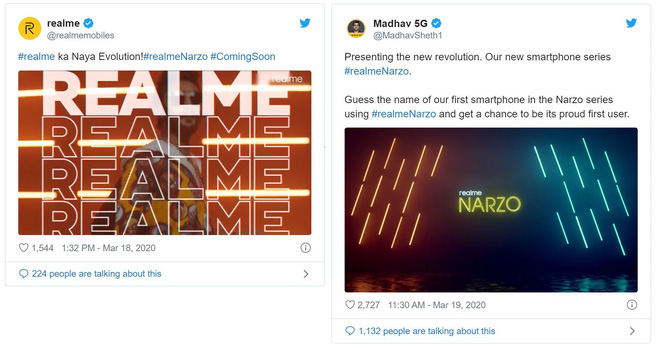 realme
@realmemobiles
#realme ka Naya Evolution!#realmeNarzo #ComingSoon
realme
REALME
REALME
REALME
REALME
1,544 1:32 PM - Mar 18, 2020
224 people are talking about this
Madhav 5G
@MadhavSheth1
Presenting the new revolution. Our new smartphone series
#realmeNarzo.
Guess the name of our first smartphone in the Narzo series
using #realmeNarzo and get a chance to be its proud first user.
realme
NARZO
2,727 11:30 AM - Mar 19, 2020
1,132 people are talking about this